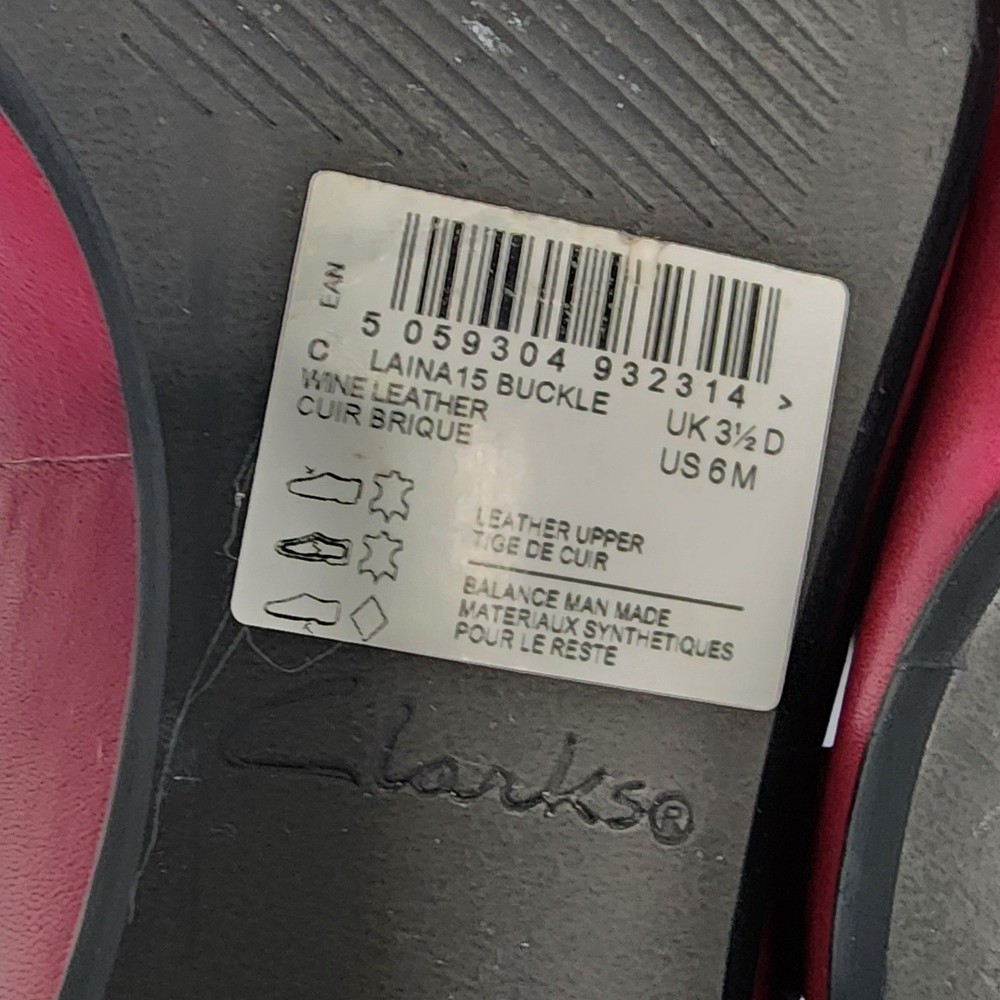 EAN
5 059304 932314 >
C LAINA15 BUCKLE
WINE LEATHER UK 3½ D
CUIR BRIQUE US 6 M
LEATHER UPPER
TIGE DE CUIR
BALANCE MAN MADE
MATERIAUX SYNTHETIQUES
POUR LE RESTE
Clarks®